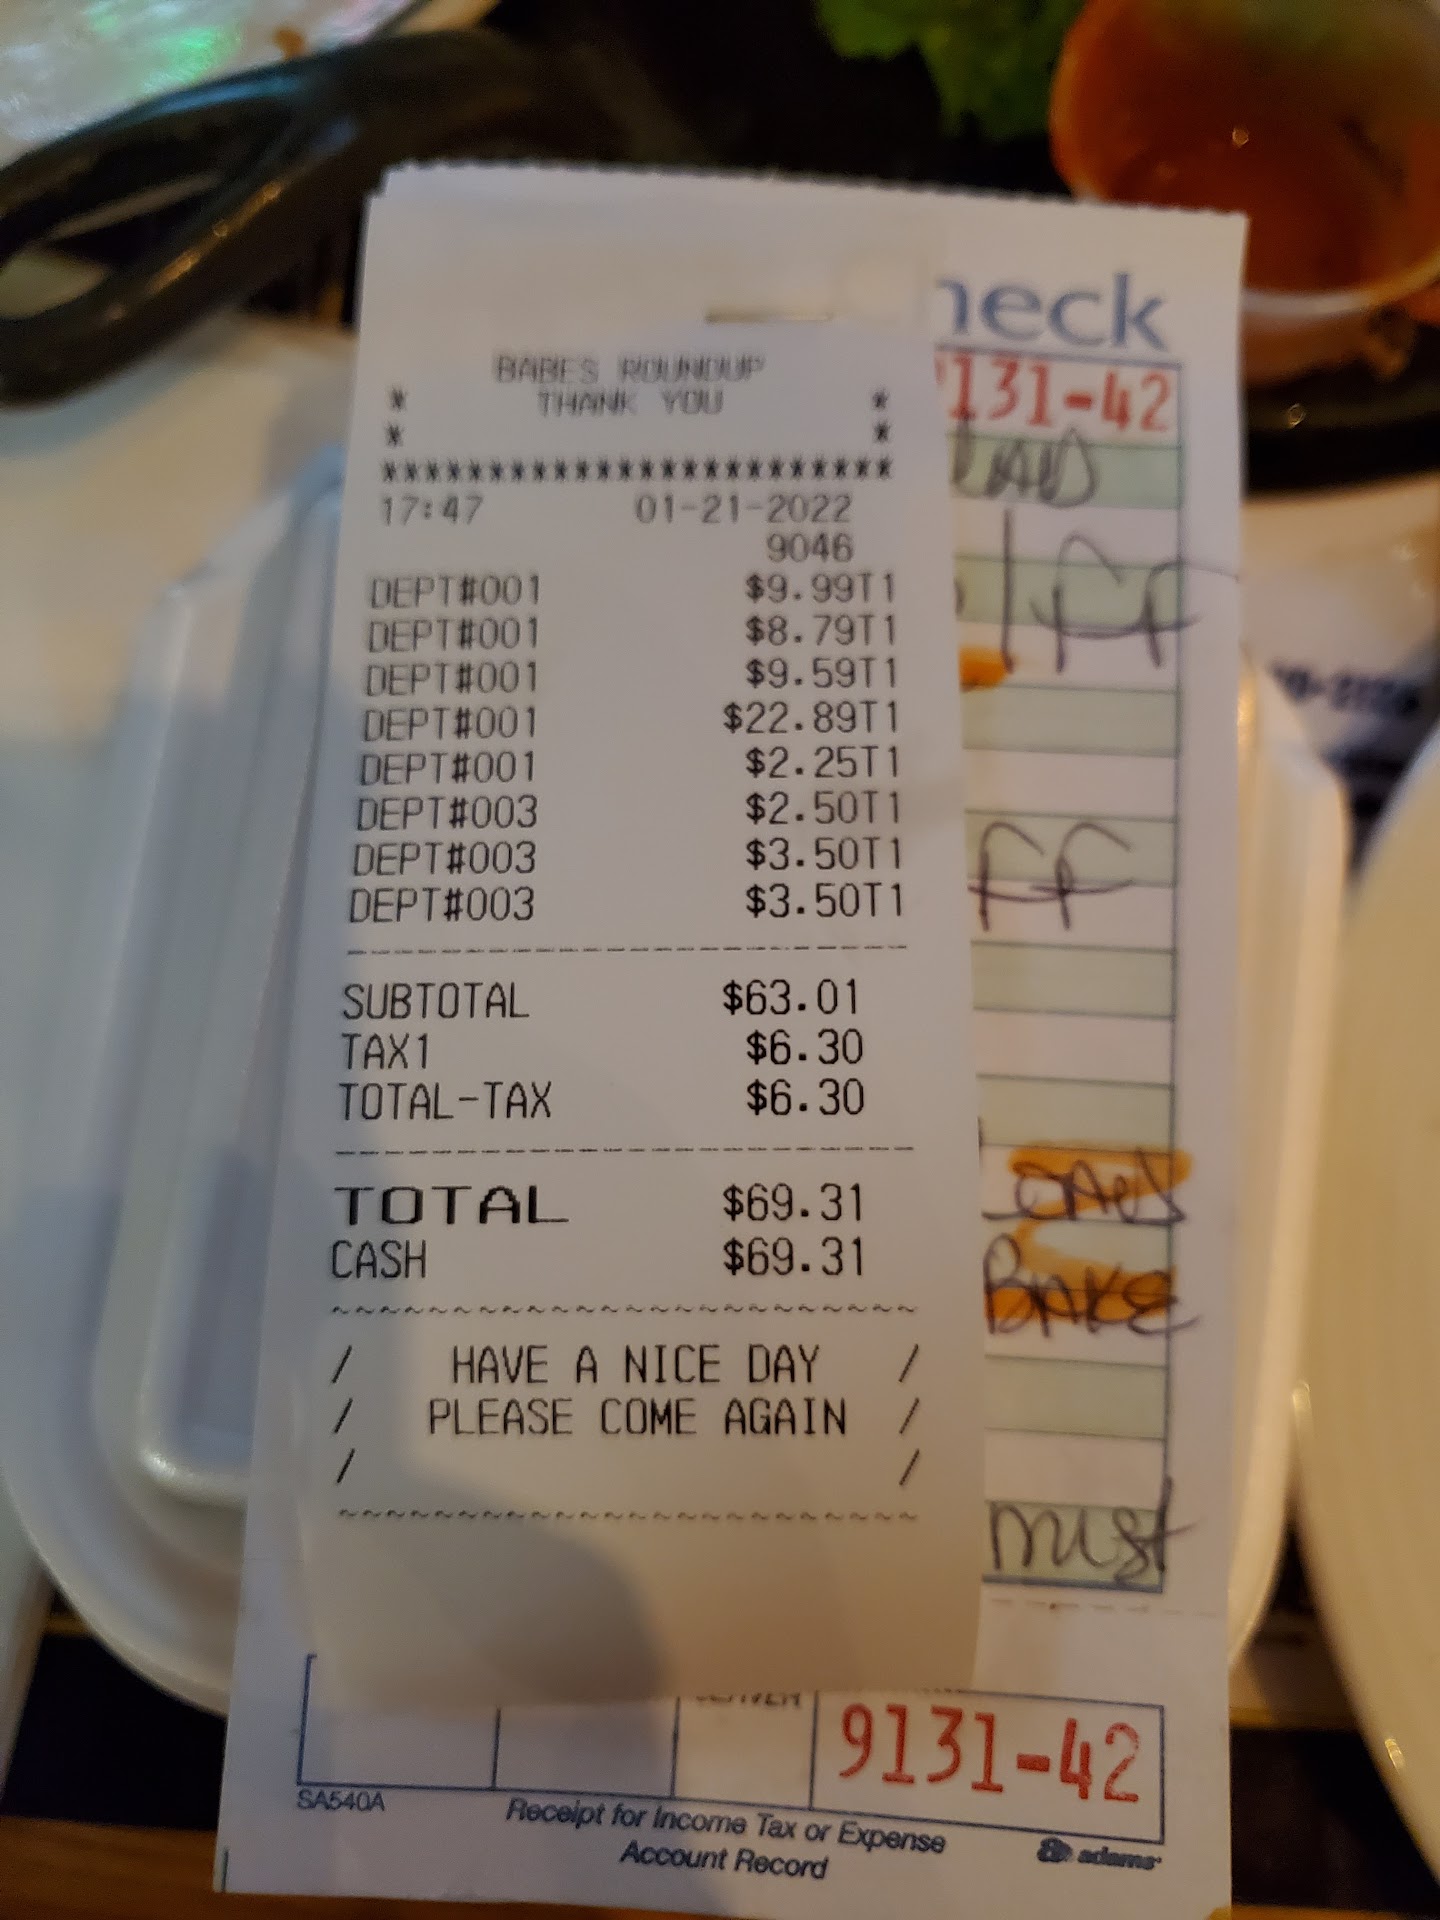 heck
BABES ROUNDUP
* THANK YOU *
* *
************************
9131-42
17:47 01-21-2022
9046
DEPT#001 $9.99T1
DEPT#001 $8.79T1
DEPT#001 $9.59T1
DEPT#001 $22.89T1
DEPT#001 $2.25T1
DEPT#003 $2.50T1
DEPT#003 $3.50T1
DEPT#003 $3.50T1
FF
FF
SUBTOTAL $63.01
TAX1 $6.30
TOTAL-TAX $6.30
TOTAL $69.31
CASH $69.31
BAKE
/ HAVE A NICE DAY /
/ PLEASE COME AGAIN /
/ /
must
9131-42
SA540A
Receipt for Income Tax or Expense
Account Record
adams